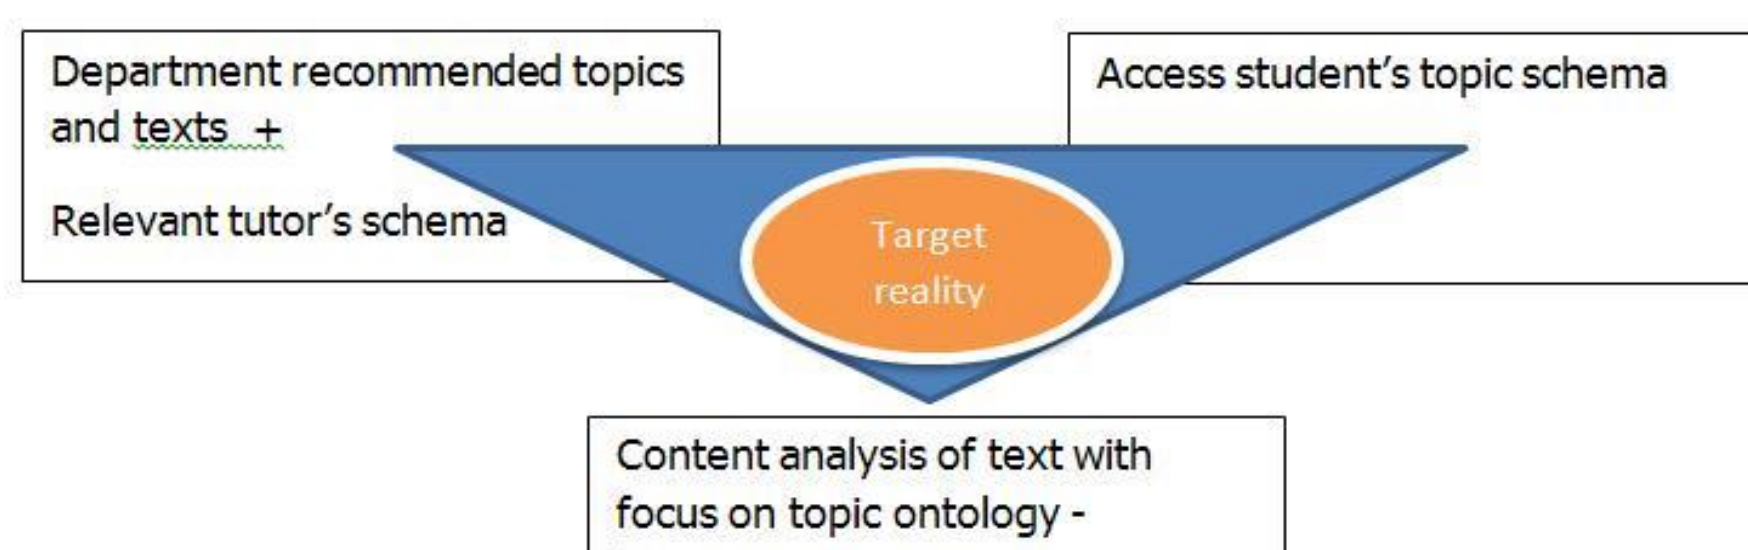 Department recommended topics
and texts  +
Relevant tutor's schema
Access student's topic schema
Target
reality
Content analysis of text with
focus on topic ontology -